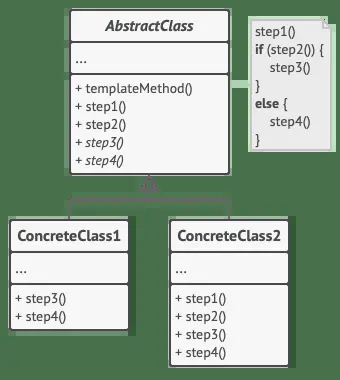 AbstractClass
...
+ templateMethod()
+ step1()
+ step2()
+ step3()
+ step4()
step1()
if (step2()) {
step3()
}
else {
step4()
}
ConcreteClass1
...
+ step3()
+ step4()
ConcreteClass2
...
+ step1()
+ step2()
+ step3()
+ step4()